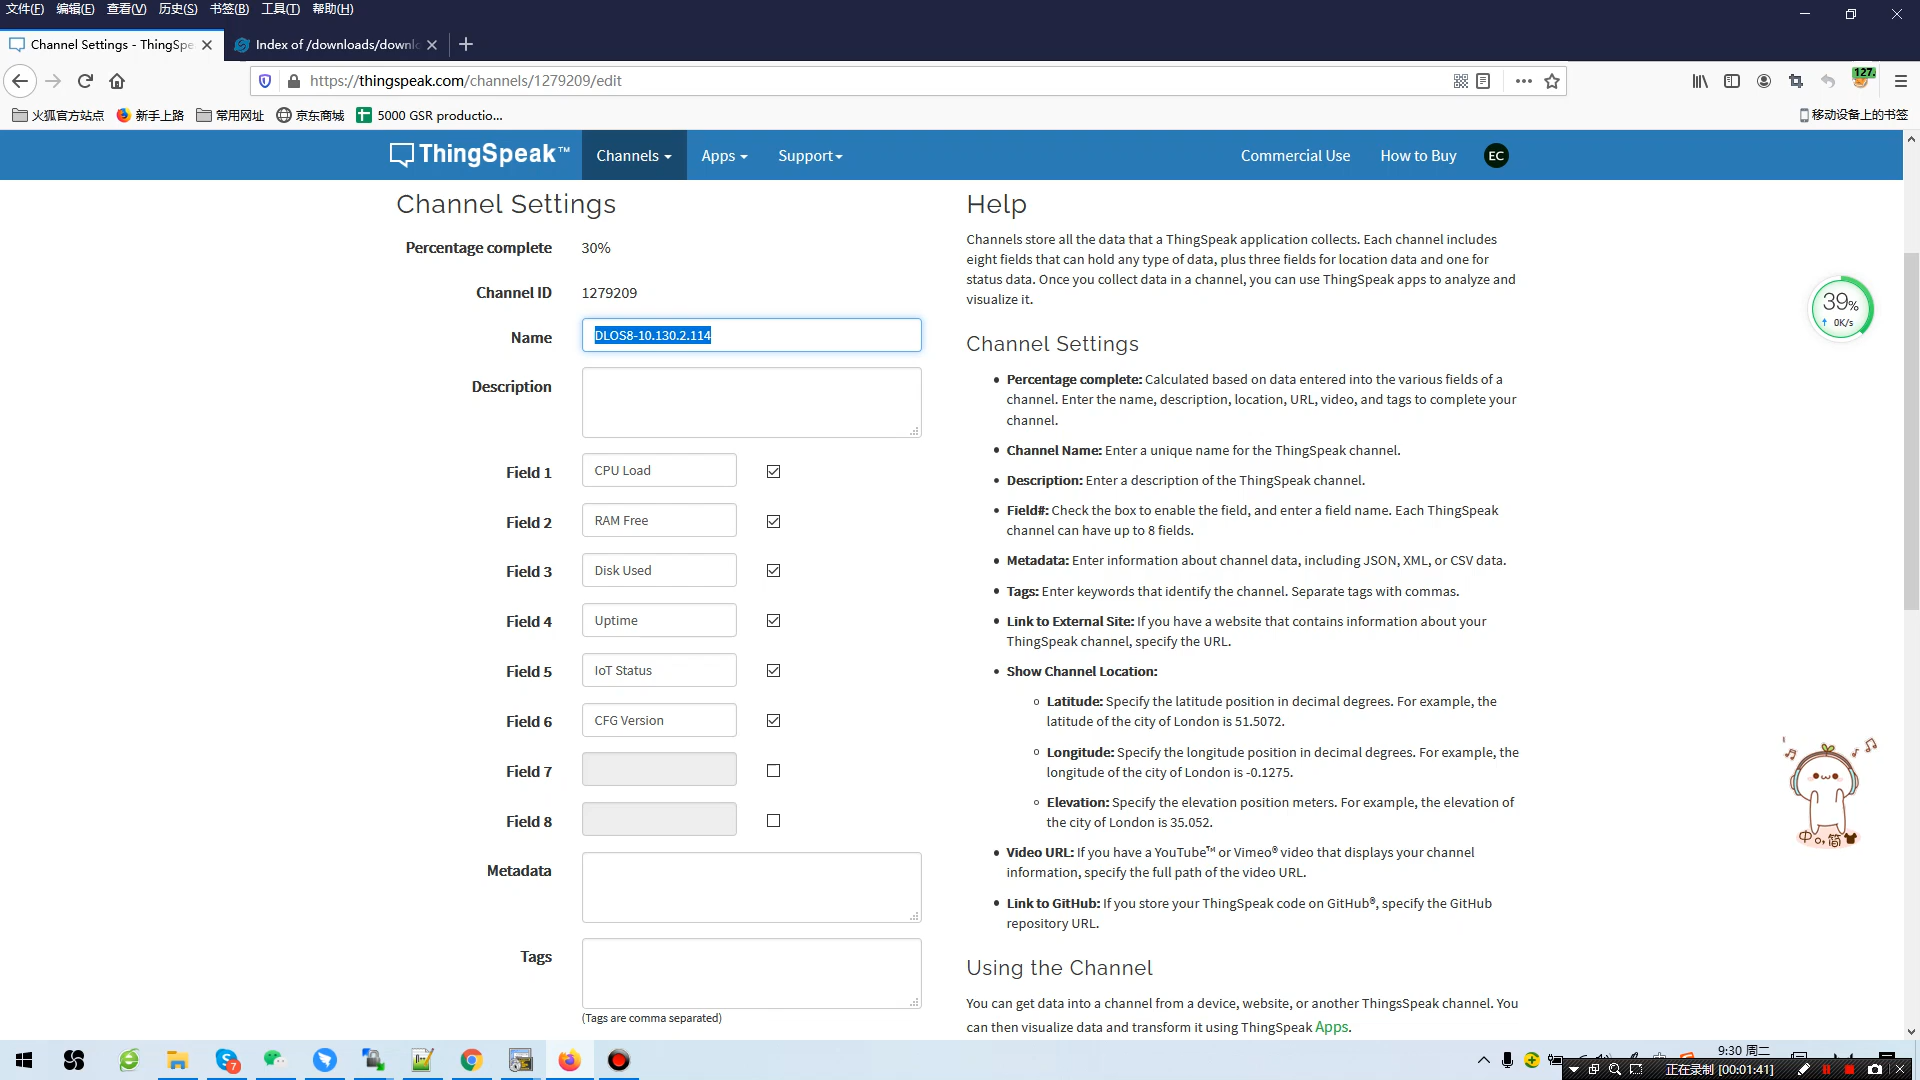 文件(F) 编辑(E) 查看(V) 历史(S) 书签(B) 工具(T) 帮助(H)
Channel Settings - ThingSpe
Index of /downloads/downl
https://thingspeak.com/channels/1279209/edit
127.
火狐官方站点 新手上路 常用网址 京东商城 5000 GSR productio...
移动设备上的书签
ThingSpeak™ Channels Apps Support Commercial Use How to Buy EC
Channel Settings
Percentage complete 30%
Channel ID 1279209
Name DLOS8-10.130.2.114
Description
Field 1 CPU Load
Field 2 RAM Free
Field 3 Disk Used
Field 4 Uptime
Field 5 IoT Status
Field 6 CFG Version
Field 7
Field 8
Metadata
Tags
(Tags are comma separated)
Help
Channels store all the data that a ThingSpeak application collects. Each channel includes
eight fields that can hold any type of data, plus three fields for location data and one for
status data. Once you collect data in a channel, you can use ThingSpeak apps to analyze and
visualize it.
Channel Settings
• Percentage complete: Calculated based on data entered into the various fields of a
channel. Enter the name, description, location, URL, video, and tags to complete your
channel.
• Channel Name: Enter a unique name for the ThingSpeak channel.
• Description: Enter a description of the ThingSpeak channel.
• Field#: Check the box to enable the field, and enter a field name. Each ThingSpeak
channel can have up to 8 fields.
• Metadata: Enter information about channel data, including JSON, XML, or CSV data.
• Tags: Enter keywords that identify the channel. Separate tags with commas.
• Link to External Site: If you have a website that contains information about your
ThingSpeak channel, specify the URL.
• Show Channel Location:
○ Latitude: Specify the latitude position in decimal degrees. For example, the
latitude of the city of London is 51.5072.
○ Longitude: Specify the longitude position in decimal degrees. For example, the
longitude of the city of London is -0.1275.
○ Elevation: Specify the elevation position meters. For example, the elevation of
the city of London is 35.052.
• Video URL: If you have a YouTube™ or Vimeo® video that displays your channel
information, specify the full path of the video URL.
• Link to GitHub: If you store your ThingSpeak code on GitHub®, specify the GitHub
repository URL.
Using the Channel
You can get data into a channel from a device, website, or another ThingsSpeak channel. You
can then visualize data and transform it using ThingSpeak Apps.
39%
↑ 0K/s
中 简
7
9:30 周二
正在录制 [00:01:41]